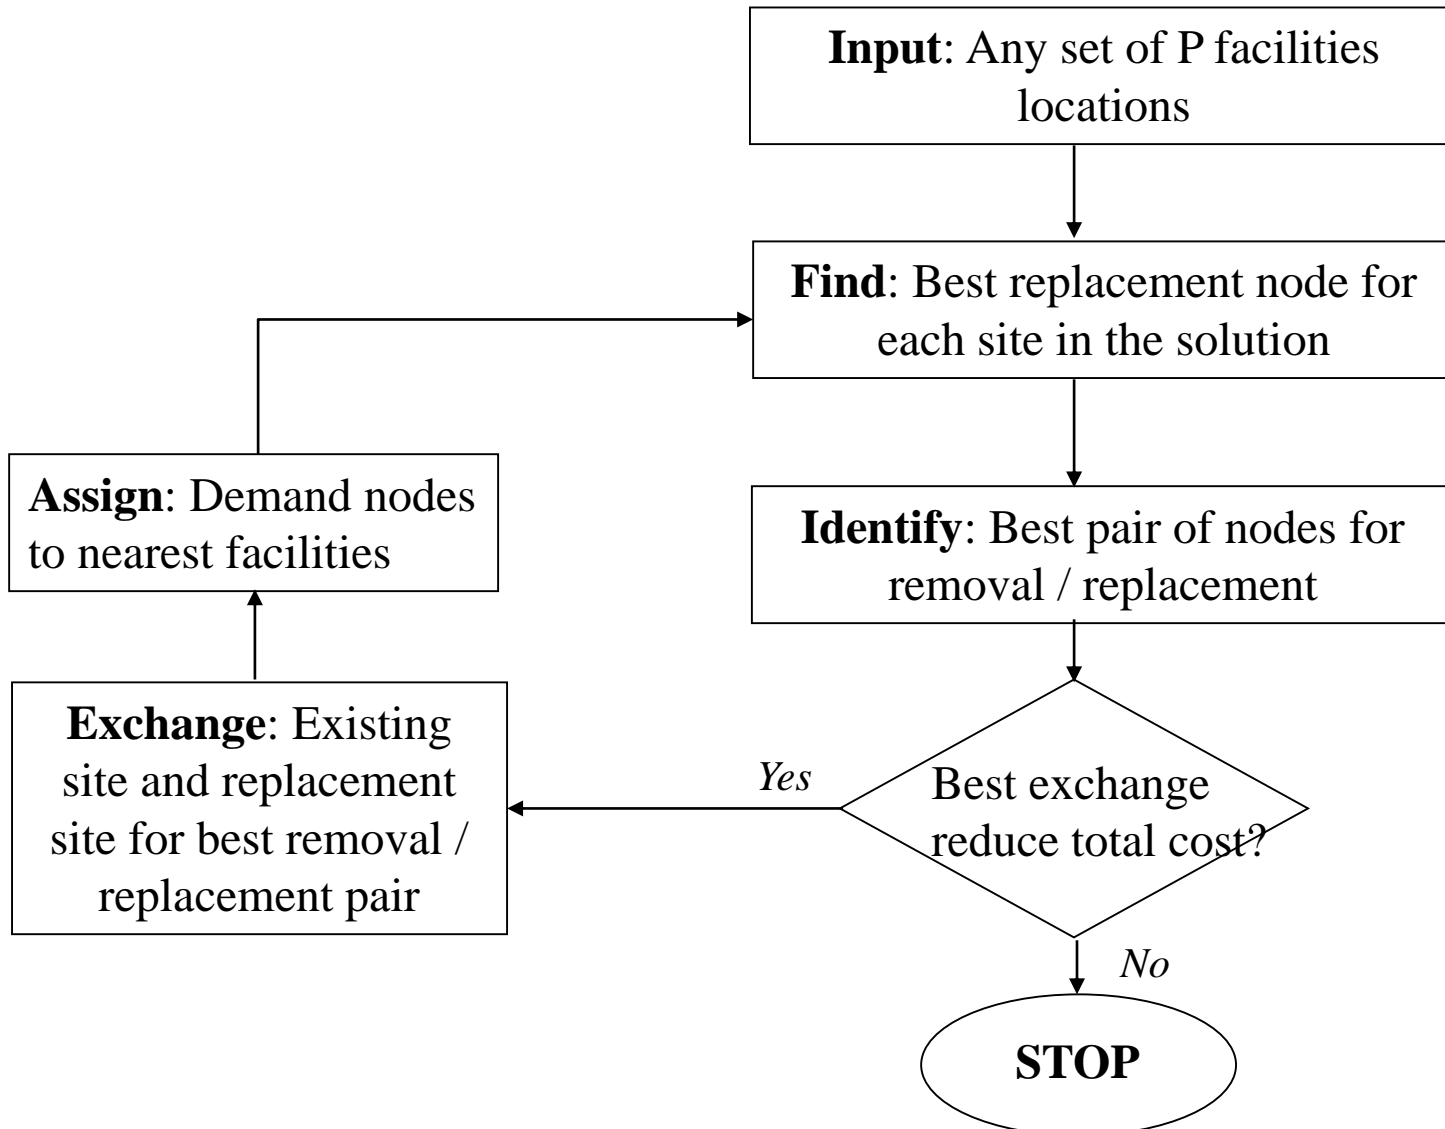 Input: Any set of P facilities
locations
Find: Best replacement node for
each site in the solution
Identify: Best pair of nodes for
removal / replacement
Best exchange
reduce total cost?
Yes
No
STOP
Exchange: Existing
site and replacement
site for best removal /
replacement pair
Assign: Demand nodes
to nearest facilities